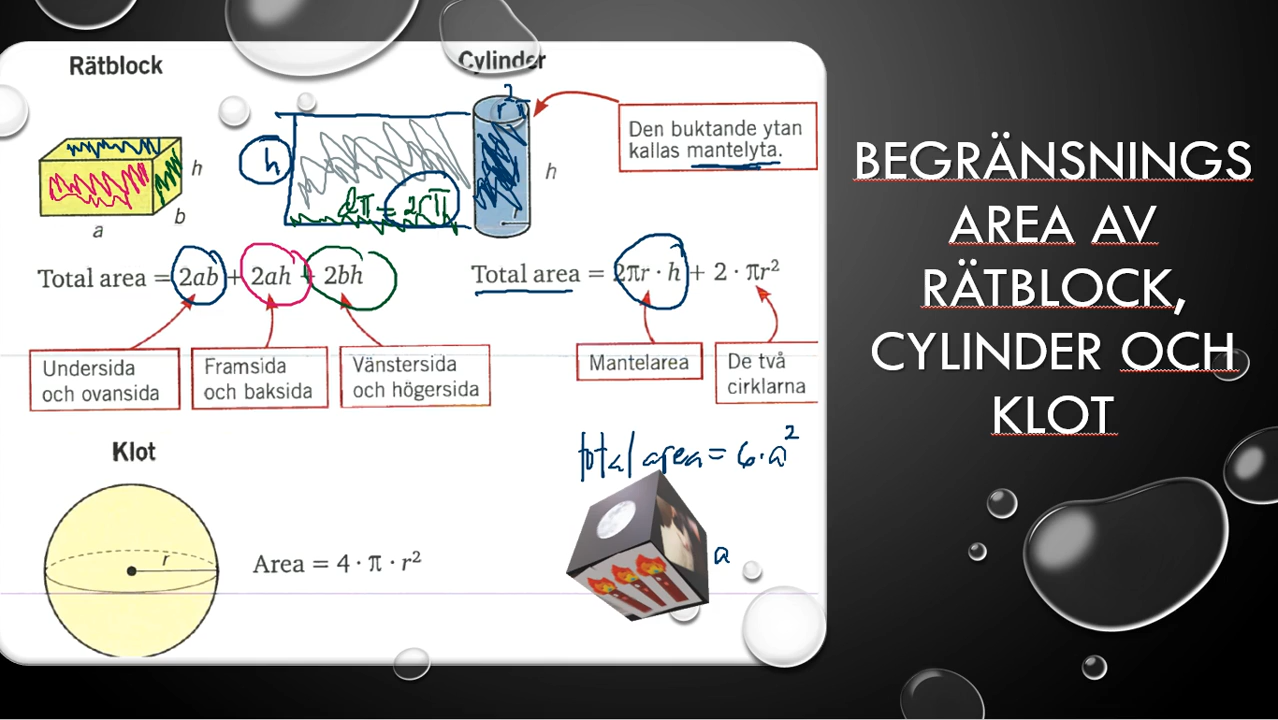 Rätblock
h
b
a
Total area = 2ab + 2ah + 2bh
Undersida
och ovansida
Framsida
och baksida
Vänstersida
och högersida
Cylinder
r
h
dπ = 2rπ
h
r
Den buktande ytan
kallas mantelyta.
Total area = 2πr · h + 2 · πr²
Mantelarea
De två
cirklarna
Klot
r
Area = 4 · π · r²
total area = 6·a²
a
BEGRÄNSNINGS
AREA AV
RÄTBLOCK,
CYLINDER OCH
KLOT